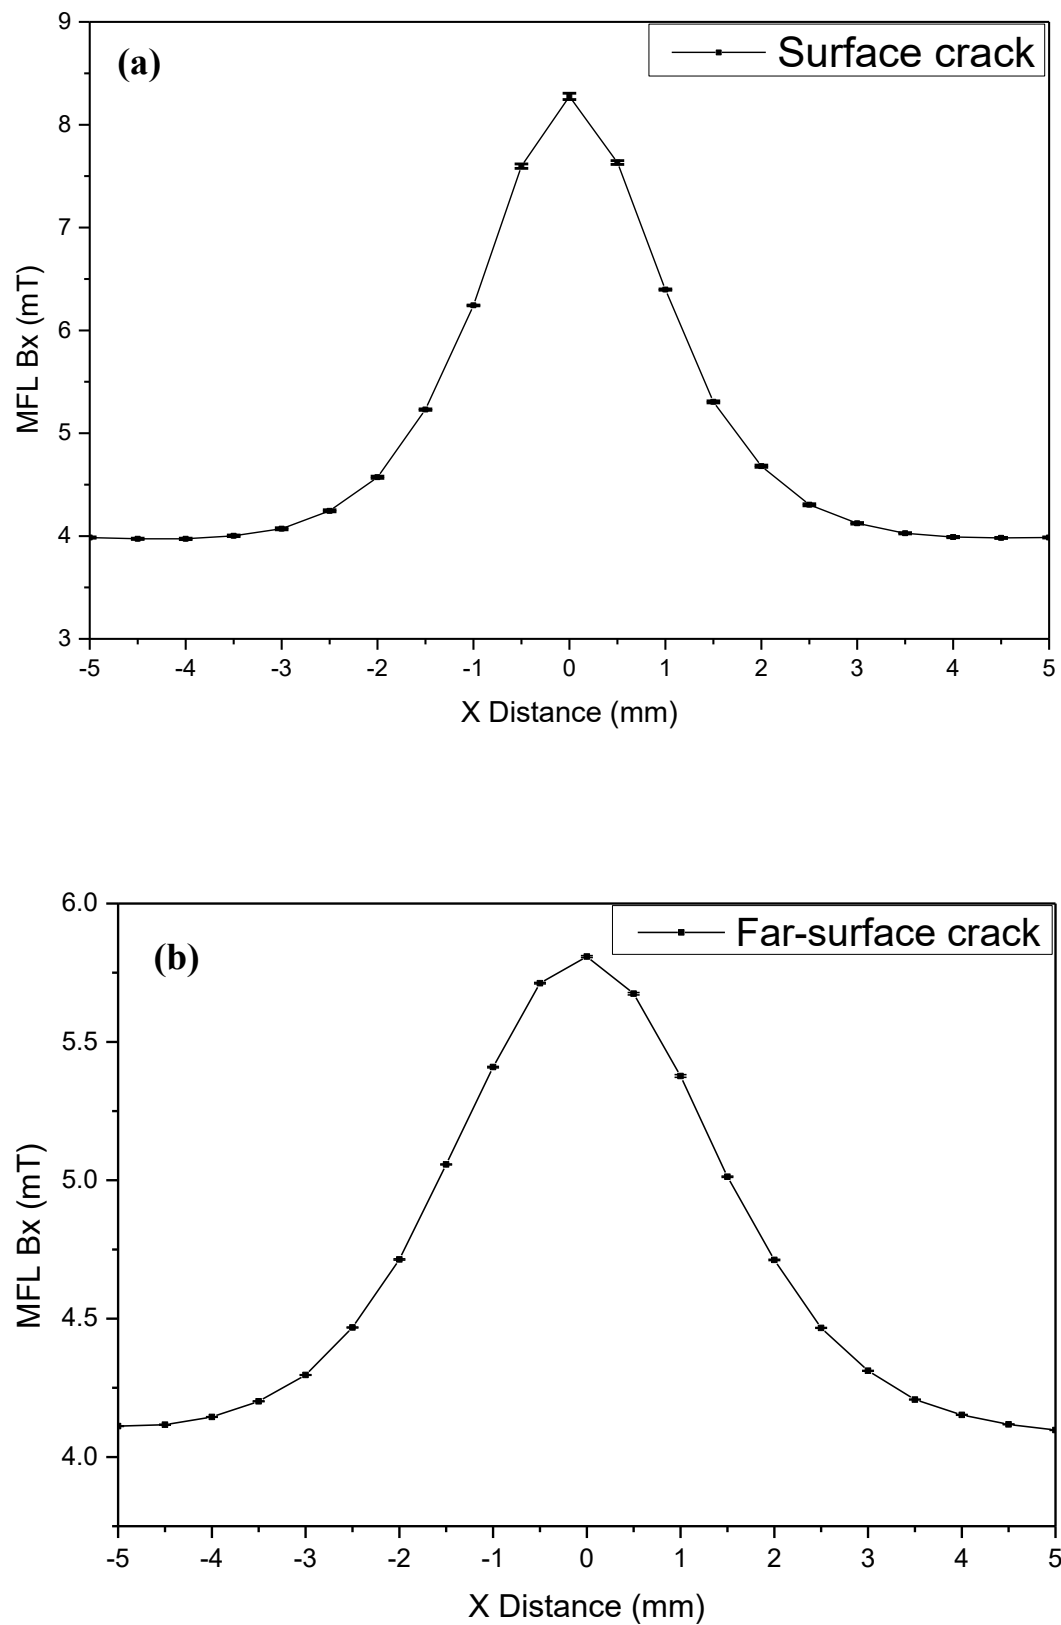 (a)
Surface crack
9
8
7
6
5
4
3
MFL Bx (mT)
-5 -4 -3 -2 -1 0 1 2 3 4 5
X Distance (mm)
(b)
Far-surface crack
6.0
5.5
5.0
4.5
4.0
MFL Bx (mT)
-5 -4 -3 -2 -1 0 1 2 3 4 5
X Distance (mm)